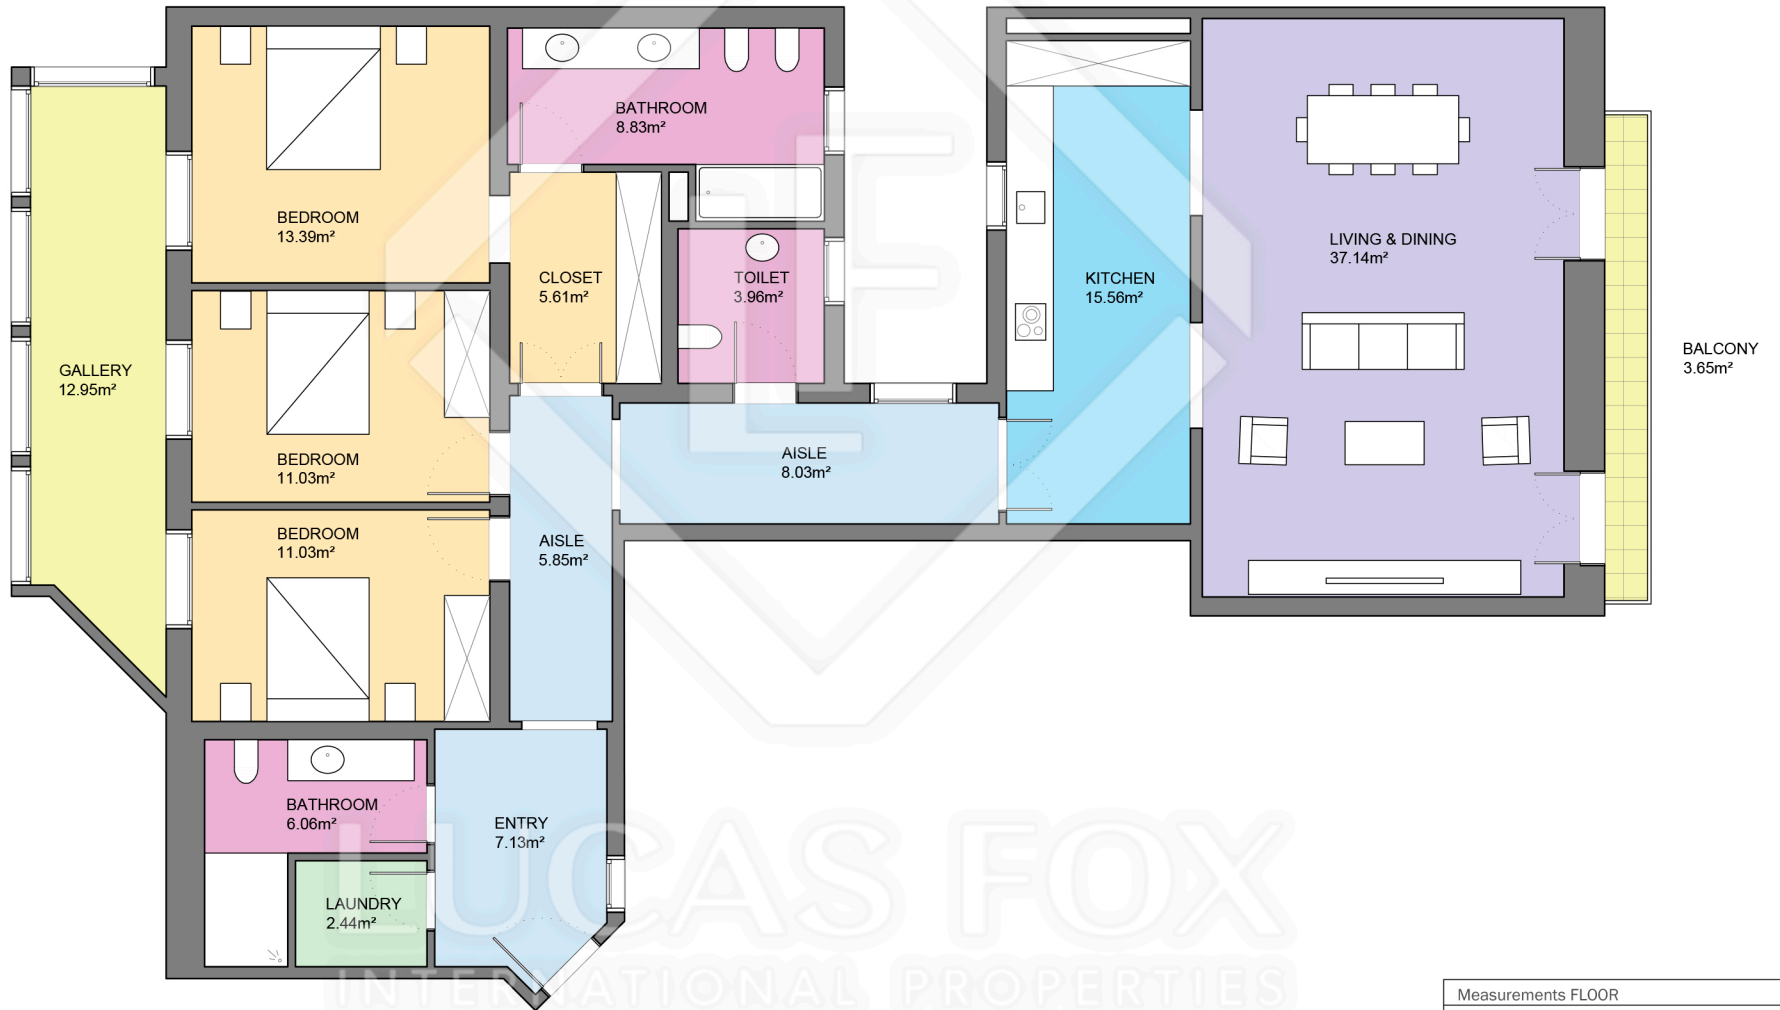 BATHROOM
8.83m²
BEDROOM
13.39m²
LIVING & DINING
37.14m²
CLOSET
5.61m²
TOILET
3.96m²
KITCHEN
15.56m²
BALCONY
3.65m²
GALLERY
12.95m²
BEDROOM
11.03m²
AISLE
8.03m²
BEDROOM
11.03m²
AISLE
5.85m²
BATHROOM
6.06m²
ENTRY
7.13m²
LAUNDRY
2.44m²
LF
LUCAS FOX
INTERNATIONAL PROPERTIES
Measurements FLOOR